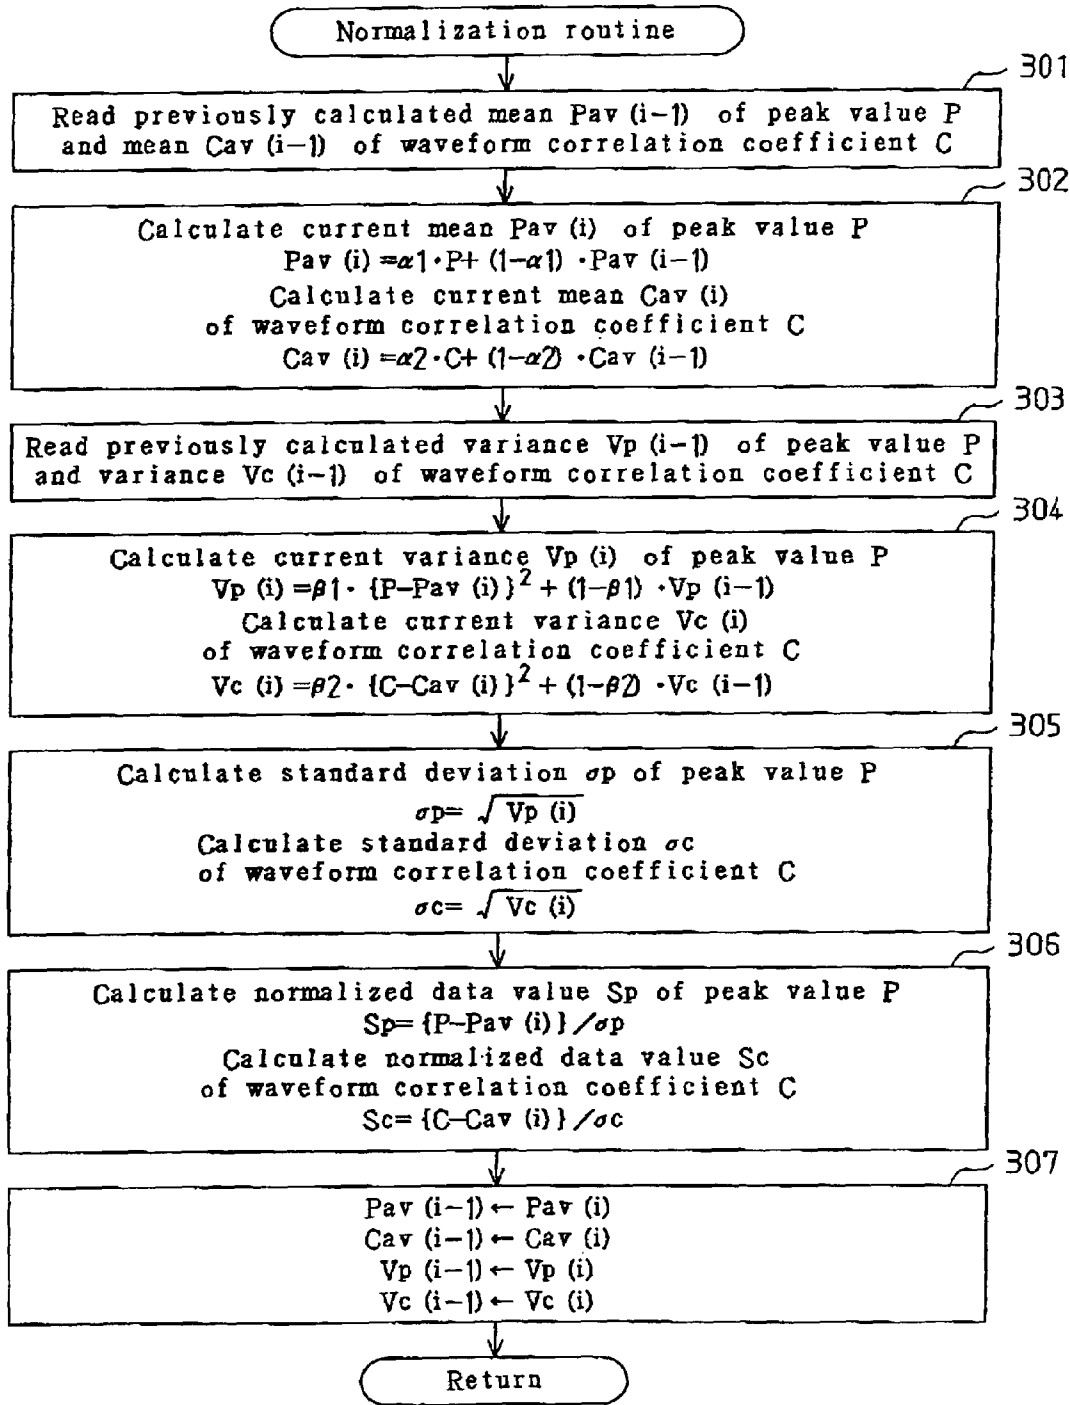 Normalization routine
301
Read previously calculated mean Pav (i-1) of peak value P
and mean Cav (i-1) of waveform correlation coefficient C
302
Calculate current mean Pav (i) of peak value P
Pav (i) =α1·P+ (1-α1) ·Pav (i-1)
Calculate current mean Cav (i)
of waveform correlation coefficient C
Cav (i) =α2·C+ (1-α2) ·Cav (i-1)
303
Read previously calculated variance Vp (i-1) of peak value P
and variance Vc (i-1) of waveform correlation coefficient C
304
Calculate current variance Vp (i) of peak value P
Vp (i) =β1· {P-Pav (i)}² + (1-β1) ·Vp (i-1)
Calculate current variance Vc (i)
of waveform correlation coefficient C
Vc (i) =β2· {C-Cav (i)}² + (1-β2) ·Vc (i-1)
305
Calculate standard deviation σp of peak value P
σp= √Vp (i)
Calculate standard deviation σc
of waveform correlation coefficient C
σc= √Vc (i)
306
Calculate normalized data value Sp of peak value P
Sp= {P-Pav (i)} /σp
Calculate normalized data value Sc
of waveform correlation coefficient C
Sc= {C-Cav (i)} /σc
307
Pav (i-1) ← Pav (i)
Cav (i-1) ← Cav (i)
Vp (i-1) ← Vp (i)
Vc (i-1) ← Vc (i)
Return